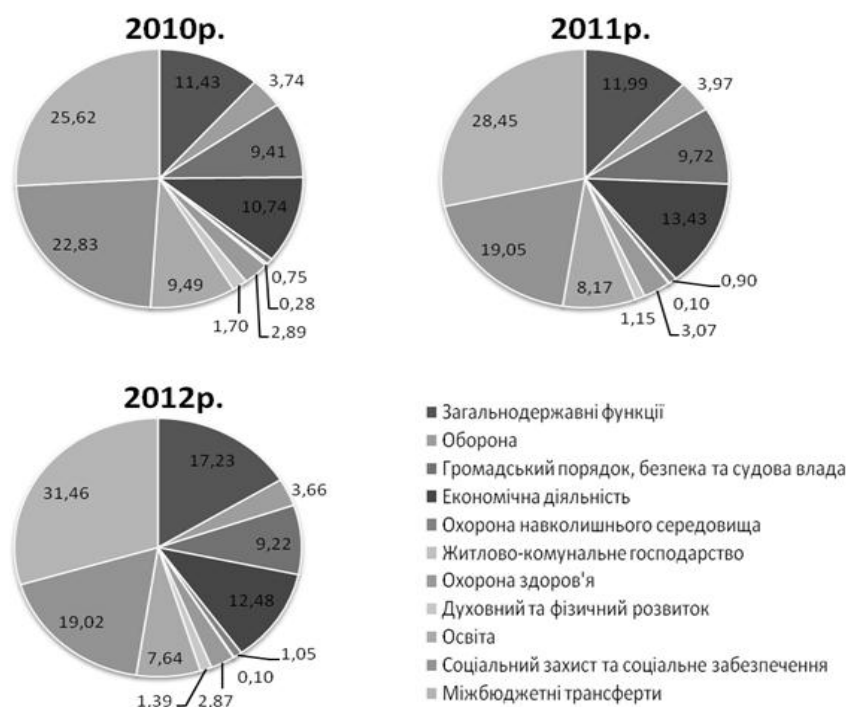 2010р.
11,43
3,74
9,41
10,74
0,75
0,28
2,89
1,70
9,49
22,83
25,62
2011р.
11,99
3,97
9,72
13,43
0,90
0,10
3,07
1,15
8,17
19,05
28,45
2012р.
17,23
3,66
9,22
12,48
1,05
0,10
2,87
1,39
7,64
19,02
31,46
Загальнодержавні функції
Оборона
Громадський порядок, безпека та судова влада
Економічна діяльність
Охорона навколишнього середовища
Житлово-комунальне господарство
Охорона здоров'я
Духовний та фізичний розвиток
Освіта
Соціальний захист та соціальне забезпечення
Міжбюджетні трансферти